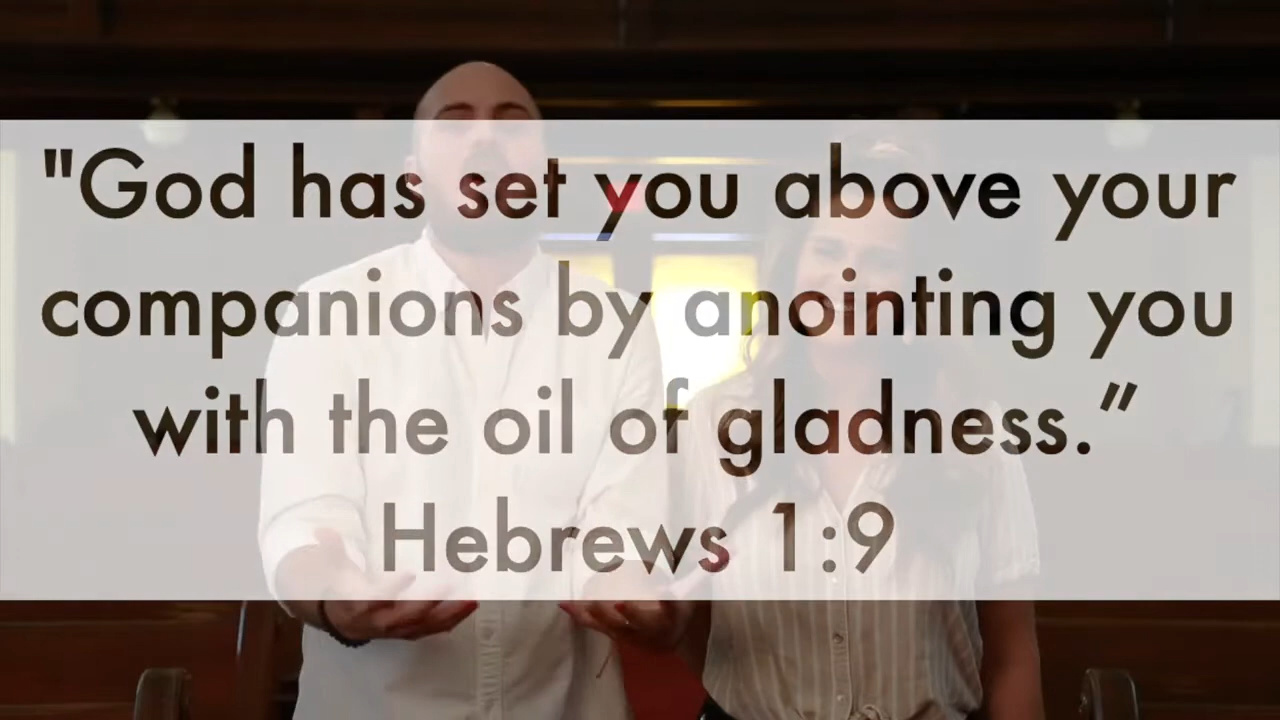 "God has set you above your
companions by anointing you
with the oil of gladness.”
Hebrews 1:9